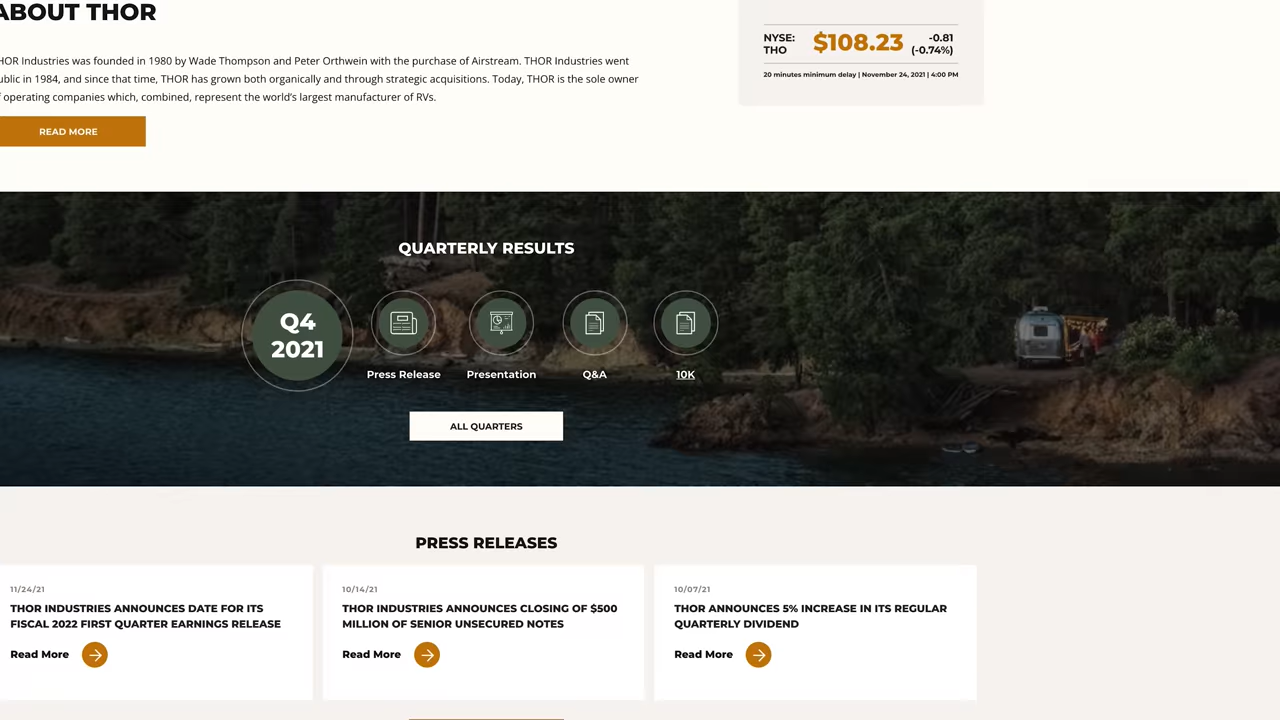 ABOUT THOR
THOR Industries was founded in 1980 by Wade Thompson and Peter Orthwein with the purchase of Airstream. THOR Industries went
public in 1984, and since that time, THOR has grown both organically and through strategic acquisitions. Today, THOR is the sole owner
of operating companies which, combined, represent the world's largest manufacturer of RVs.
READ MORE
NYSE:
THO
$108.23
-0.81
(-0.74%)
20 minutes minimum delay | November 24, 2021 | 4:00 PM
QUARTERLY RESULTS
Q4
2021
Press Release
Presentation
Q&A
10K
ALL QUARTERS
PRESS RELEASES
11/24/21
THOR INDUSTRIES ANNOUNCES DATE FOR ITS
FISCAL 2022 FIRST QUARTER EARNINGS RELEASE
Read More
10/14/21
THOR INDUSTRIES ANNOUNCES CLOSING OF $500
MILLION OF SENIOR UNSECURED NOTES
Read More
10/07/21
THOR ANNOUNCES 5% INCREASE IN ITS REGULAR
QUARTERLY DIVIDEND
Read More